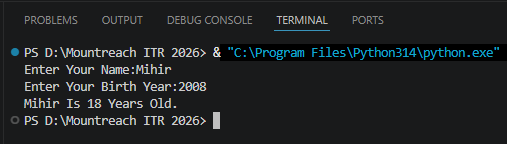 PROBLEMS OUTPUT DEBUG CONSOLE TERMINAL PORTS
PS D:\Mountreach ITR 2026> & "C:\Program Files\Python314\python.exe"
Enter Your Name:Mihir
Enter Your Birth Year:2008
Mihir Is 18 Years Old.
PS D:\Mountreach ITR 2026>